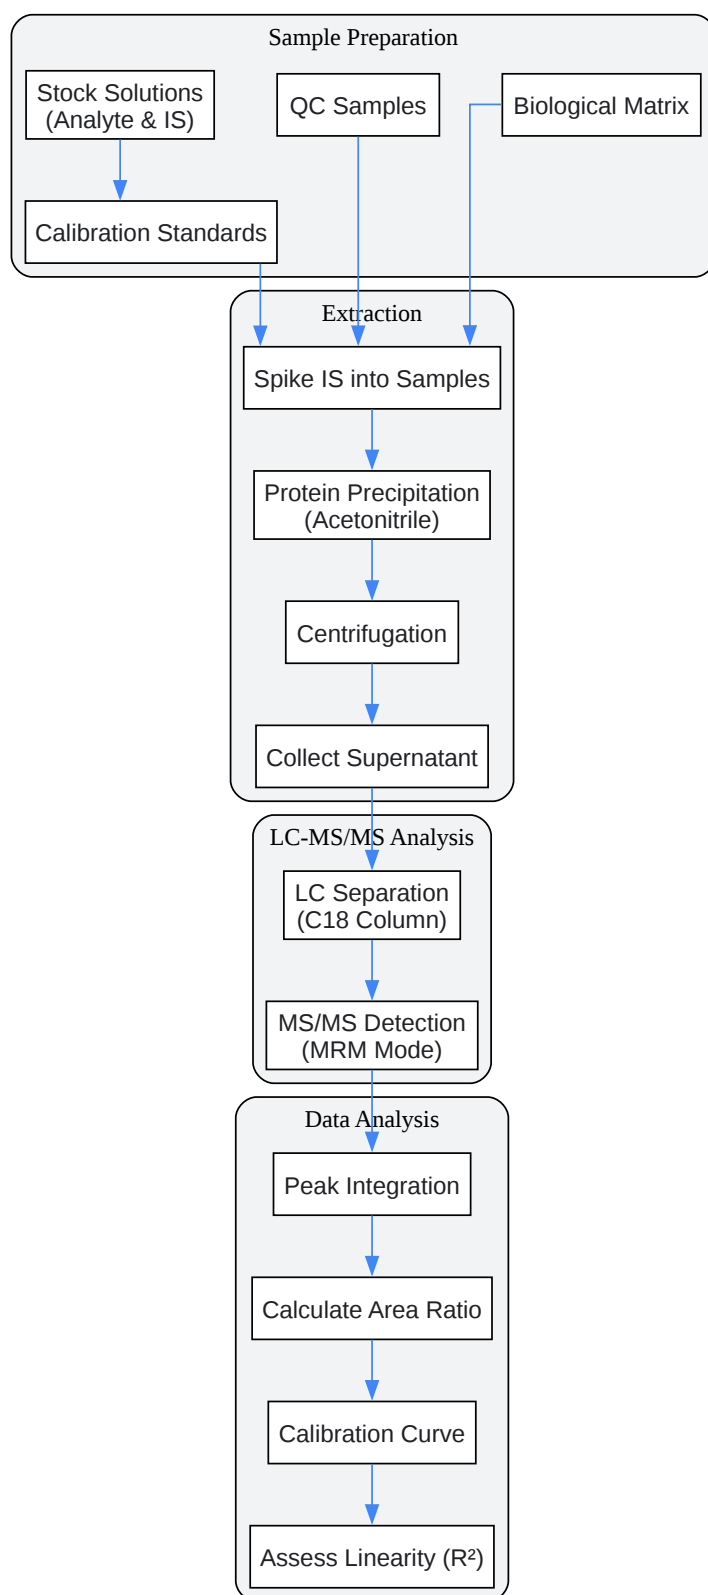 Sample Preparation
Stock Solutions
(Analyte & IS)
QC Samples
Biological Matrix
Calibration Standards
Extraction
Spike IS into Samples
Protein Precipitation
(Acetonitrile)
Centrifugation
Collect Supernatant
LC-MS/MS Analysis
LC Separation
(C18 Column)
MS/MS Detection
(MRM Mode)
Data Analysis
Peak Integration
Calculate Area Ratio
Calibration Curve
Assess Linearity (R²)